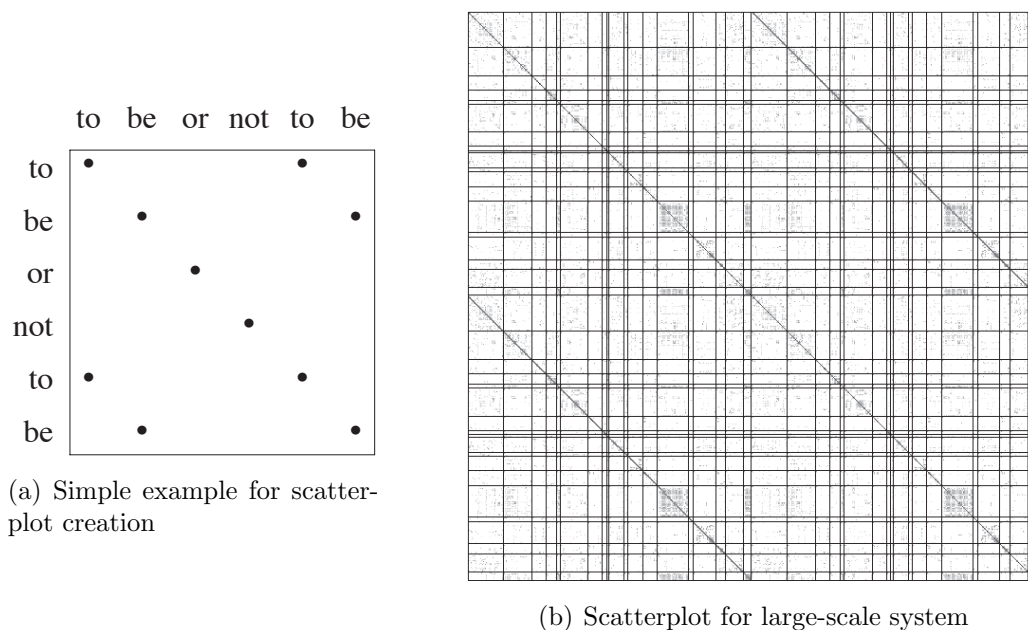 to be or not to be
to
be
or
not
to
be
(a) Simple example for scatter-
plot creation
(b) Scatterplot for large-scale system